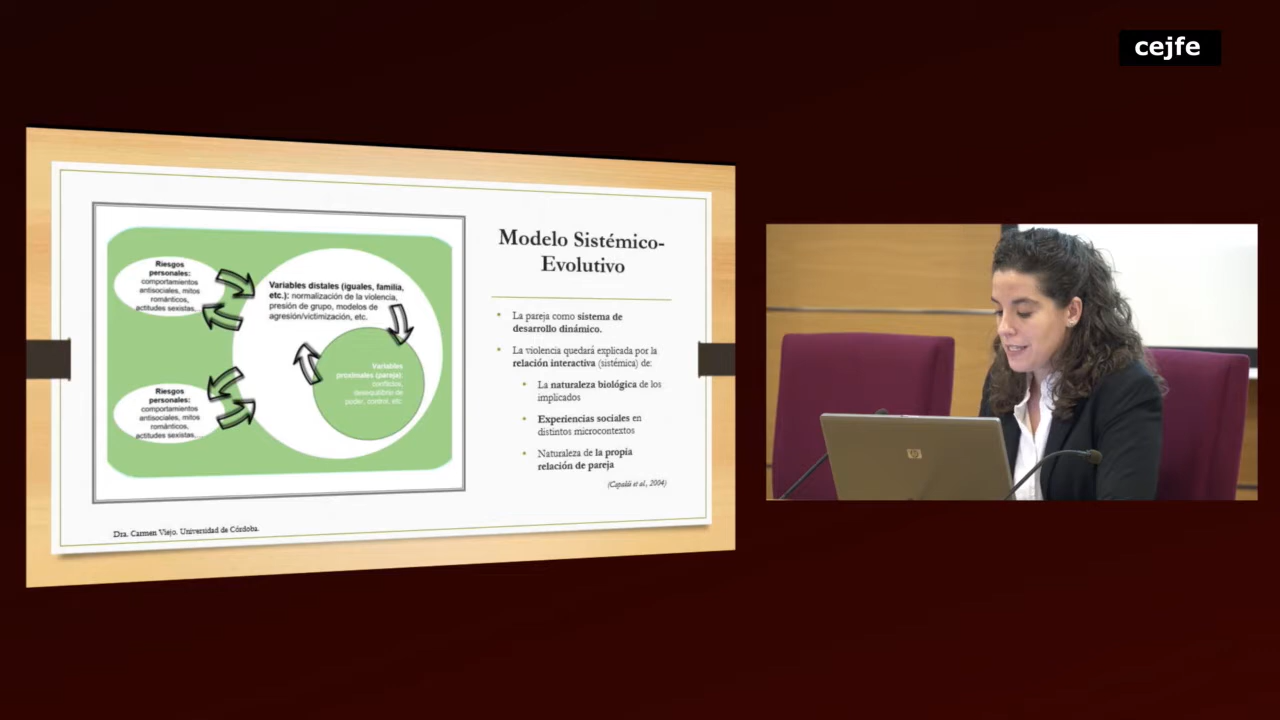 cejfe
Riesgos
personales:
comportamientos
antisociales, mitos
románticos,
actitudes sexistas,...
Variables distales (iguales, familia,
etc.): normalización de la violencia,
presión de grupo, modelos de
agresión/victimización, etc.
Variables
proximales (pareja):
conflictos,
desequilibrio de
poder, control, etc.
Riesgos
personales:
comportamientos
antisociales, mitos
románticos,
actitudes sexistas,...
Modelo Sistémico-
Evolutivo
La pareja como sistema de
desarrollo dinámico.
La violencia quedará explicada por la
relación interactiva (sistémica) de:
La naturaleza biológica de los
implicados
Experiencias sociales en
distintos microcontextos
Naturaleza de la propia
relación de pareja
(Capaldi et al., 2004)
Dra. Carmen Viejo. Universidad de Córdoba.
hp